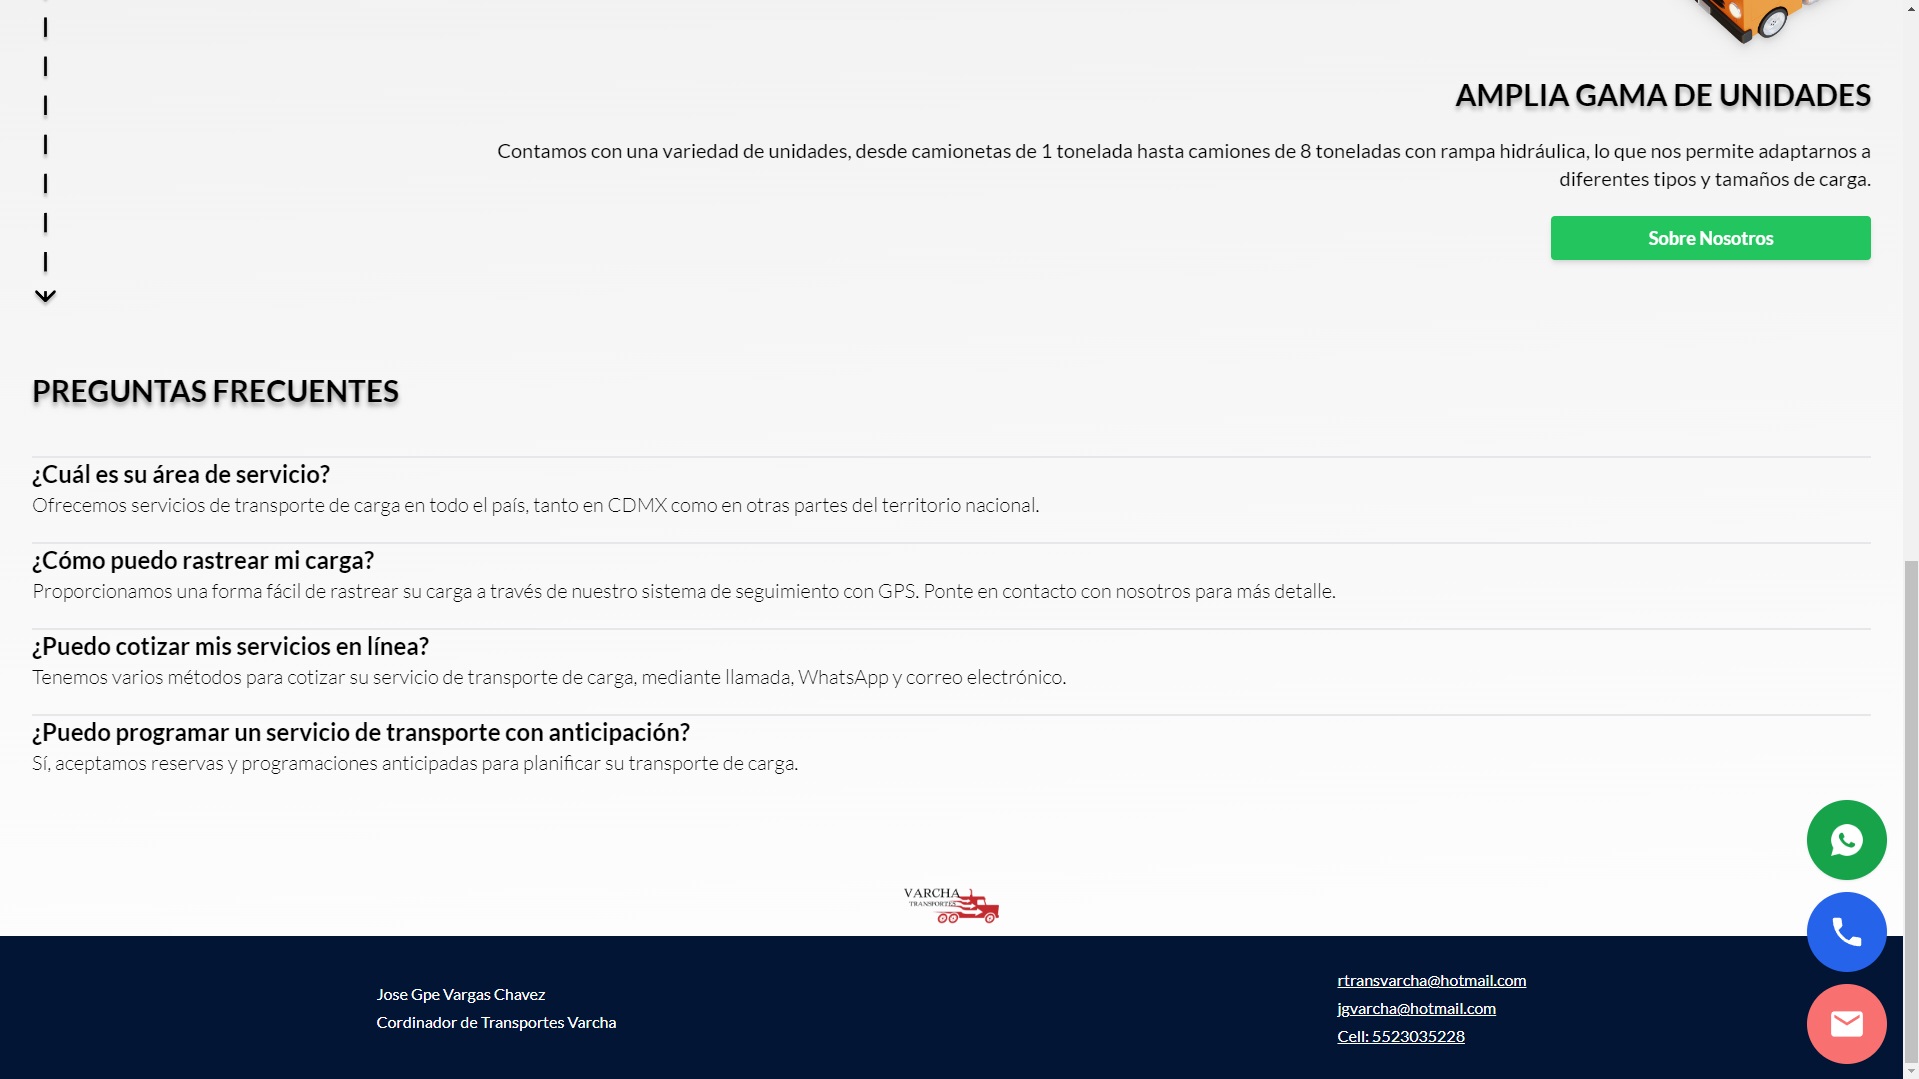 AMPLIA GAMA DE UNIDADES
Contamos con una variedad de unidades, desde camionetas de 1 tonelada hasta camiones de 8 toneladas con rampa hidráulica, lo que nos permite adaptarnos a
diferentes tipos y tamaños de carga.
Sobre Nosotros
PREGUNTAS FRECUENTES
¿Cuál es su área de servicio?
Ofrecemos servicios de transporte de carga en todo el país, tanto en CDMX como en otras partes del territorio nacional.
¿Cómo puedo rastrear mi carga?
Proporcionamos una forma fácil de rastrear su carga a través de nuestro sistema de seguimiento con GPS. Ponte en contacto con nosotros para más detalle.
¿Puedo cotizar mis servicios en línea?
Tenemos varios métodos para cotizar su servicio de transporte de carga, mediante llamada, WhatsApp y correo electrónico.
¿Puedo programar un servicio de transporte con anticipación?
Sí, aceptamos reservas y programaciones anticipadas para planificar su transporte de carga.
VARCHA
TRANSPORTES
Jose Gpe Vargas Chavez
Cordinador de Transportes Varcha
rtransvarcha@hotmail.com
jgvarcha@hotmail.com
Cell: 5523035228